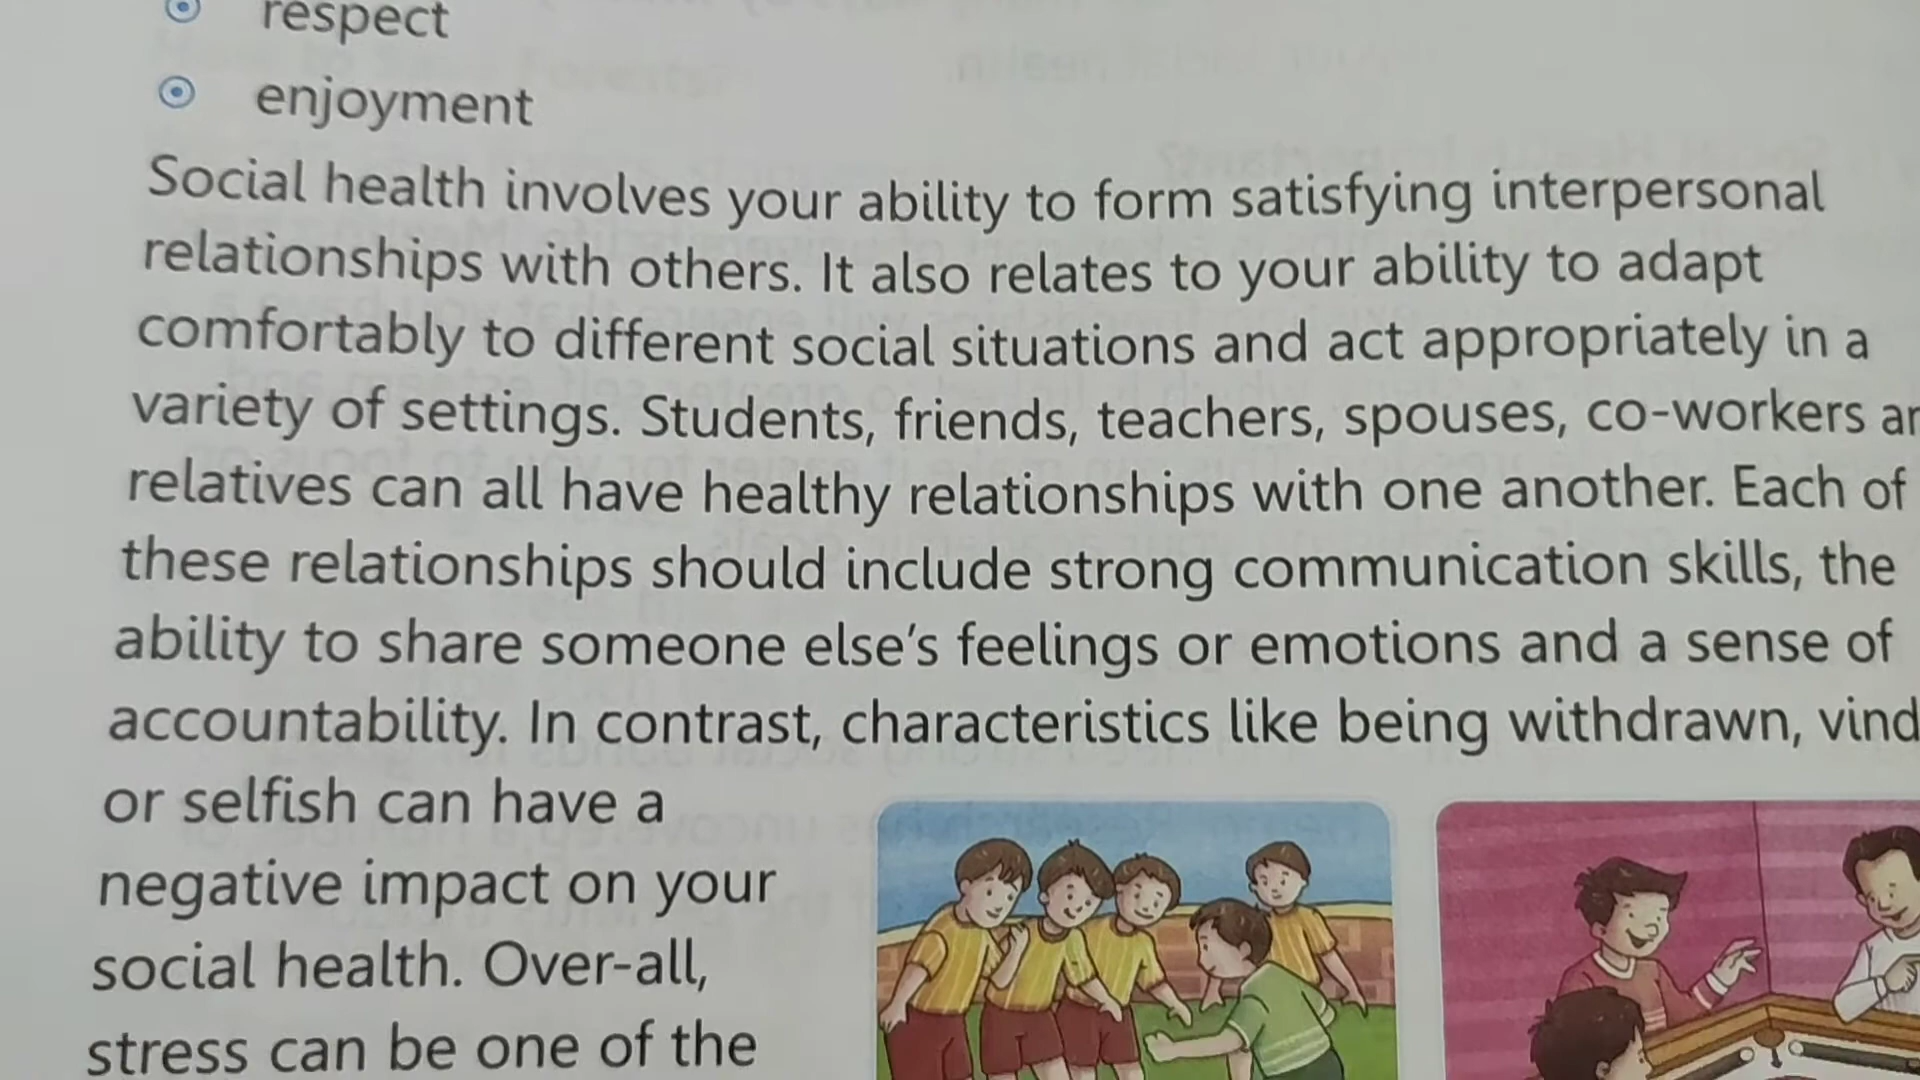 respect
enjoyment
Social health involves your ability to form satisfying interpersonal
relationships with others. It also relates to your ability to adapt
comfortably to different social situations and act appropriately in a
variety of settings. Students, friends, teachers, spouses, co-workers
relatives can all have healthy relationships with one another. Each of
these relationships should include strong communication skills, the
ability to share someone else’s feelings or emotions and a sense of
accountability. In contrast, characteristics like being withdrawn,
or selfish can have a
negative impact on your
social health. Over-all,
stress can be one of the